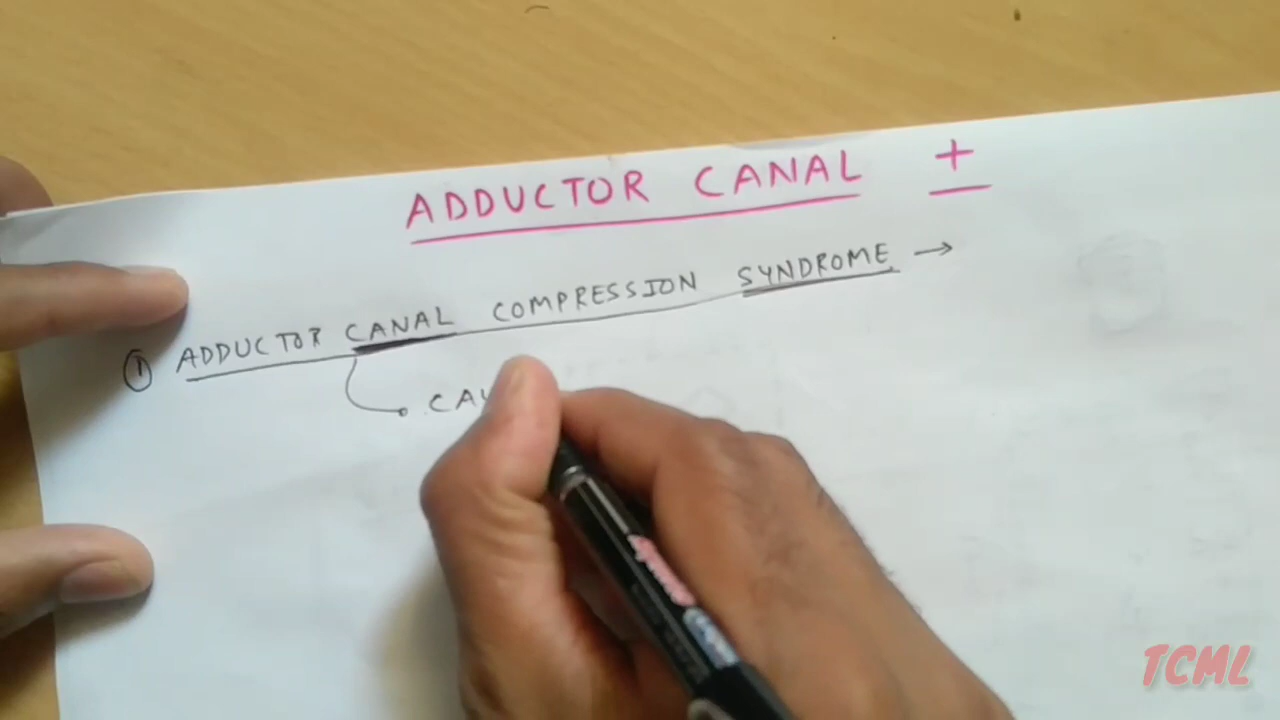 ADDUCTOR CANAL +
① ADDUCTOR CANAL COMPRESSION SYNDROME →
TCML